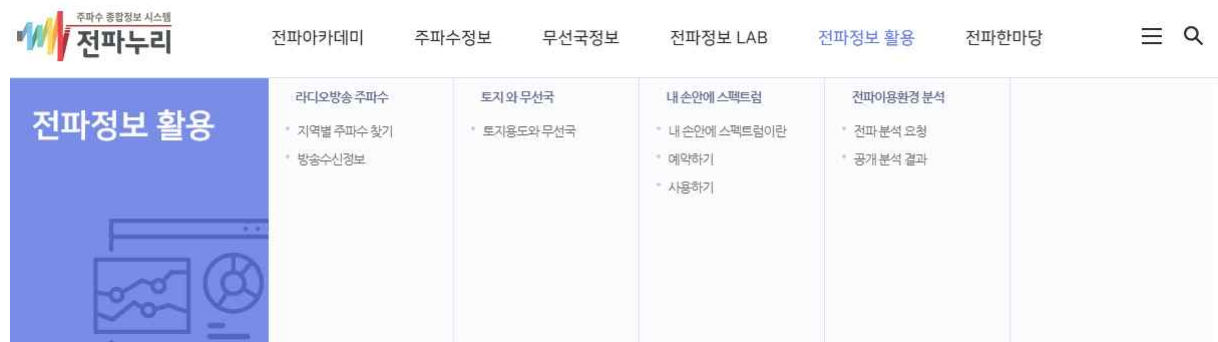 주파수 종합정보 시스템
전파누리
전파아카데미 주파수정보 무선국정보 전파정보 LAB 전파정보 활용 전파한마당
전파정보 활용
라디오방송 주파수
지역별 주파수 찾기
방송수신정보
토지 와 무선국
토지용도와 무선국
내 손안에 스펙트럼
내 손안에 스펙트럼이란
예약하기
사용하기
전파이용환경 분석
전파 분석 요청
공개 분석 결과